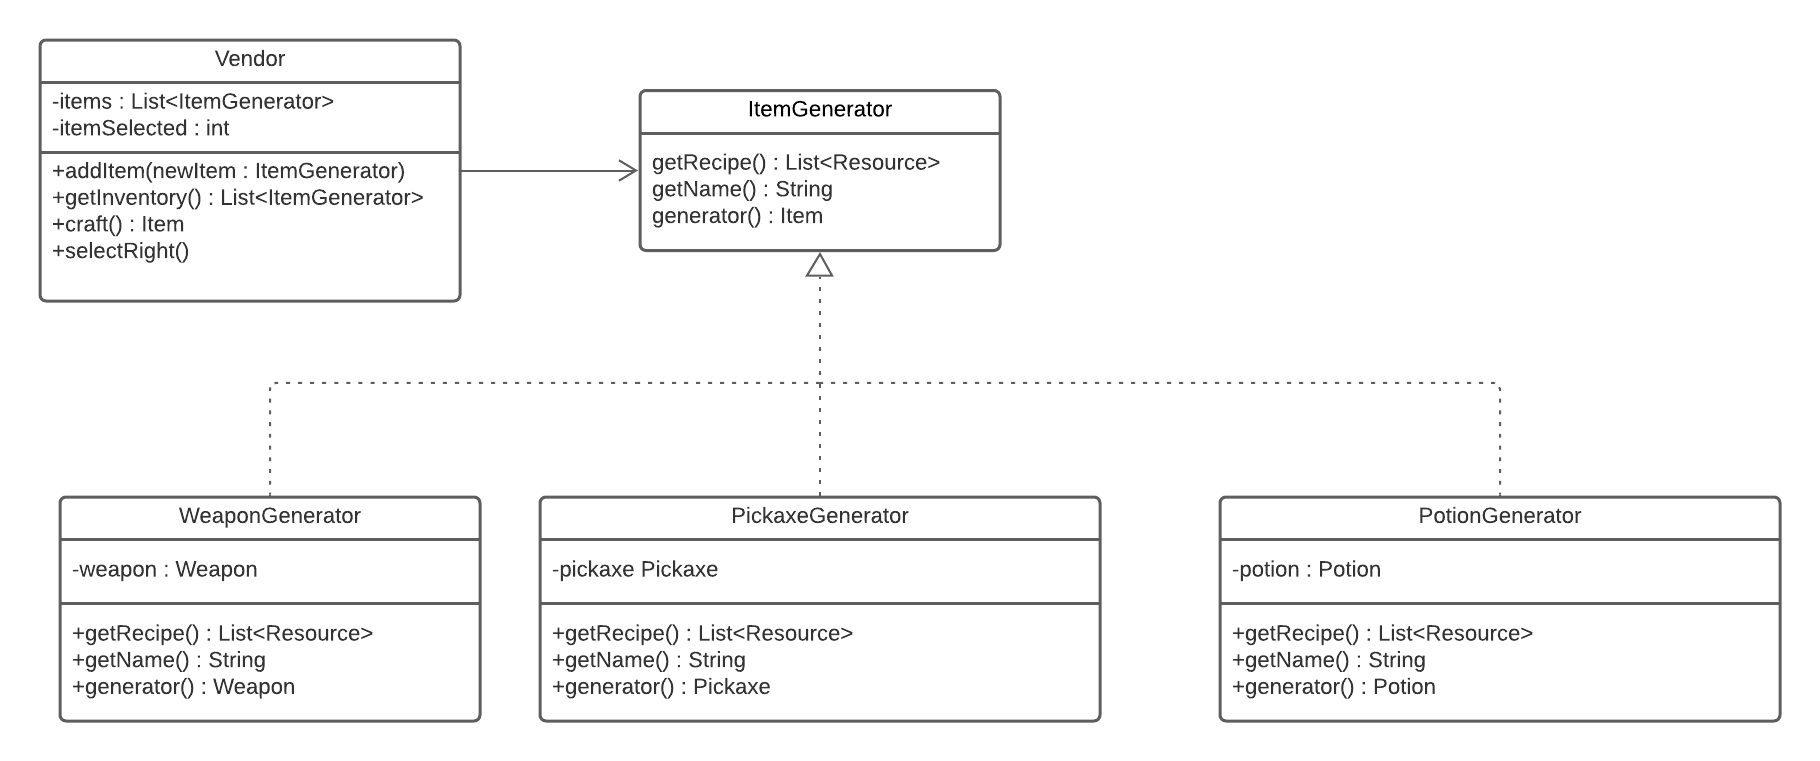 Vendor
-items : List<ItemGenerator>
-itemSelected : int
+addItem(newItem : ItemGenerator)
+getInventory() : List<ItemGenerator>
+craft() : Item
+selectRight()
ItemGenerator
getRecipe() : List<Resource>
getName() : String
generator() : Item
WeaponGenerator
-weapon : Weapon
+getRecipe() : List<Resource>
+getName() : String
+generator() : Weapon
PickaxeGenerator
-pickaxe Pickaxe
+getRecipe() : List<Resource>
+getName() : String
+generator() : Pickaxe
PotionGenerator
-potion : Potion
+getRecipe() : List<Resource>
+getName() : String
+generator() : Potion